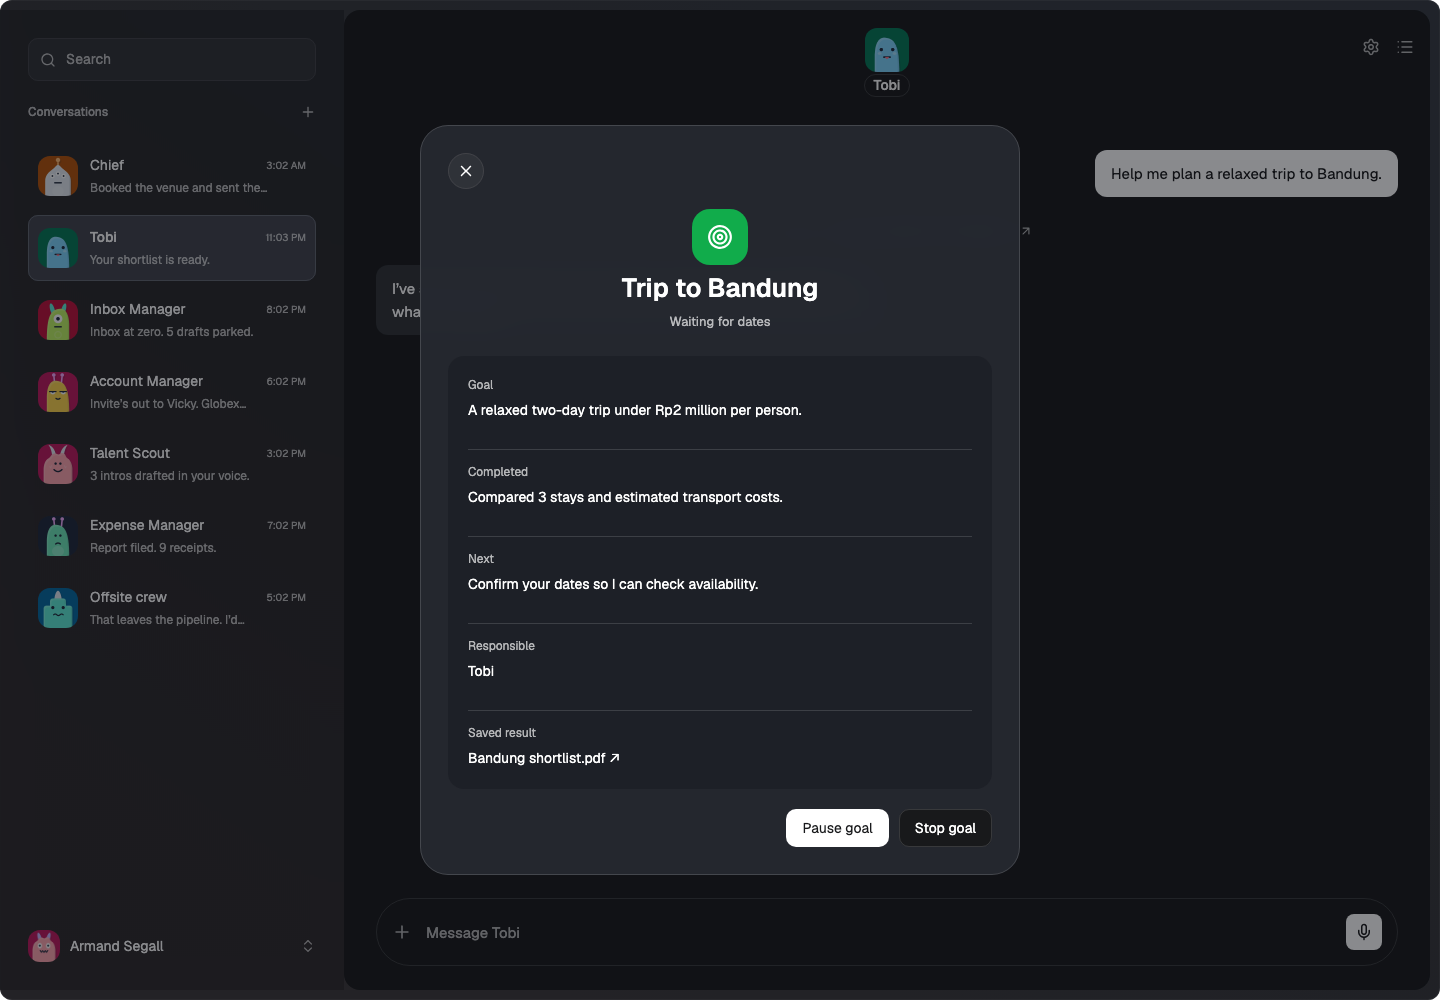 Search
Conversations
Chief
3:02 AM
Booked the venue and sent the...
Tobi
11:03 PM
Your shortlist is ready.
Inbox Manager
8:02 PM
Inbox at zero. 5 drafts parked.
Account Manager
6:02 PM
Invite's out to Vicky. Globex...
Talent Scout
3:02 PM
3 intros drafted in your voice.
Expense Manager
7:02 PM
Report filed. 9 receipts.
Offsite crew
5:02 PM
That leaves the pipeline. I'd...
Armand Segall
Tobi
Help me plan a relaxed trip to Bandung.
I've
Trip to Bandung
Waiting for dates
Goal
A relaxed two-day trip under Rp2 million per person.
Completed
Compared 3 stays and estimated transport costs.
Next
Confirm your dates so I can check availability.
Responsible
Tobi
Saved result
Bandung shortlist.pdf ↗
Pause goal
Stop goal
Message Tobi